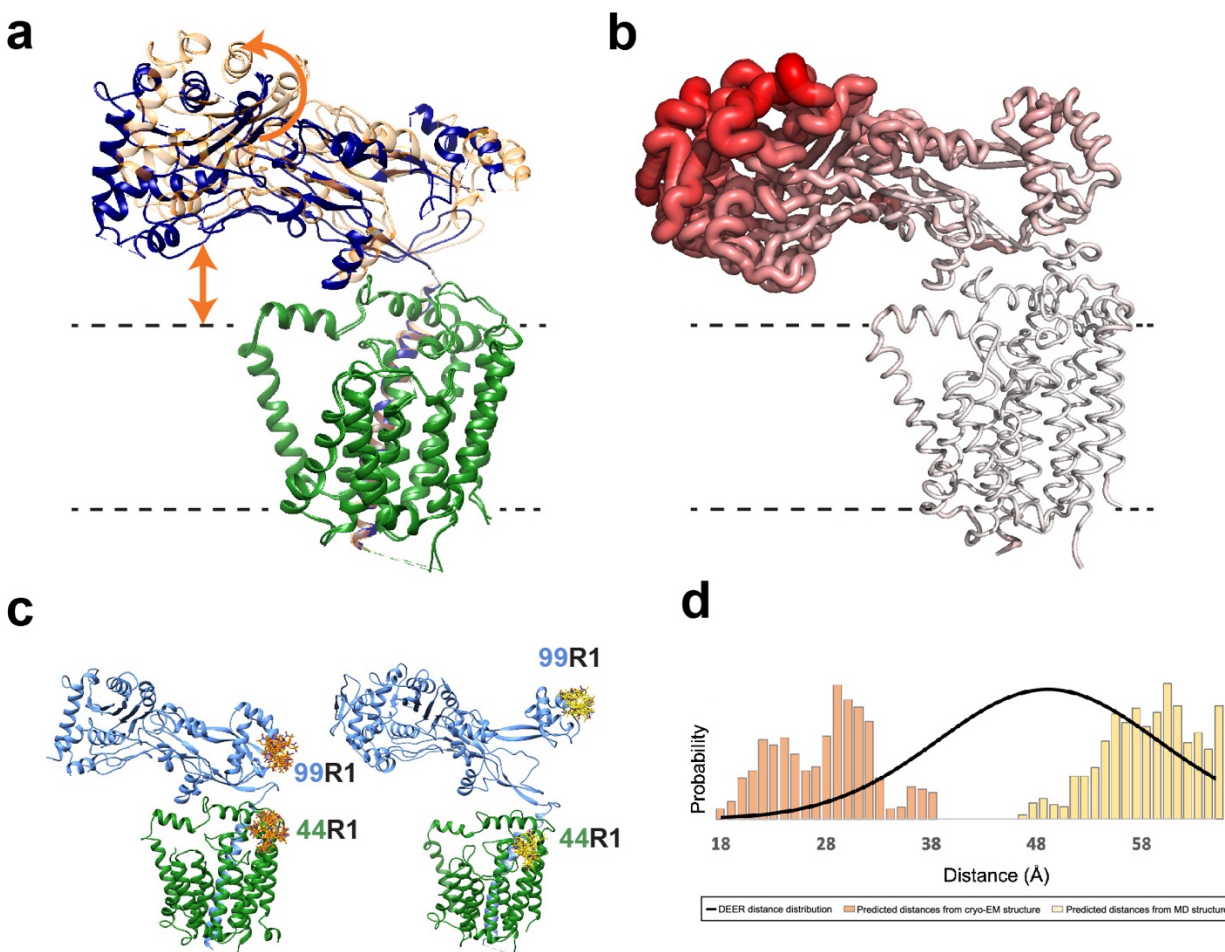 a
b
c
99R1
99R1
44R1
44R1
d
Probability
18 28 38 48 58
Distance (Å)
DEER distance distribution Predicted distances from cryo-EM structure Predicted distances from MD structure